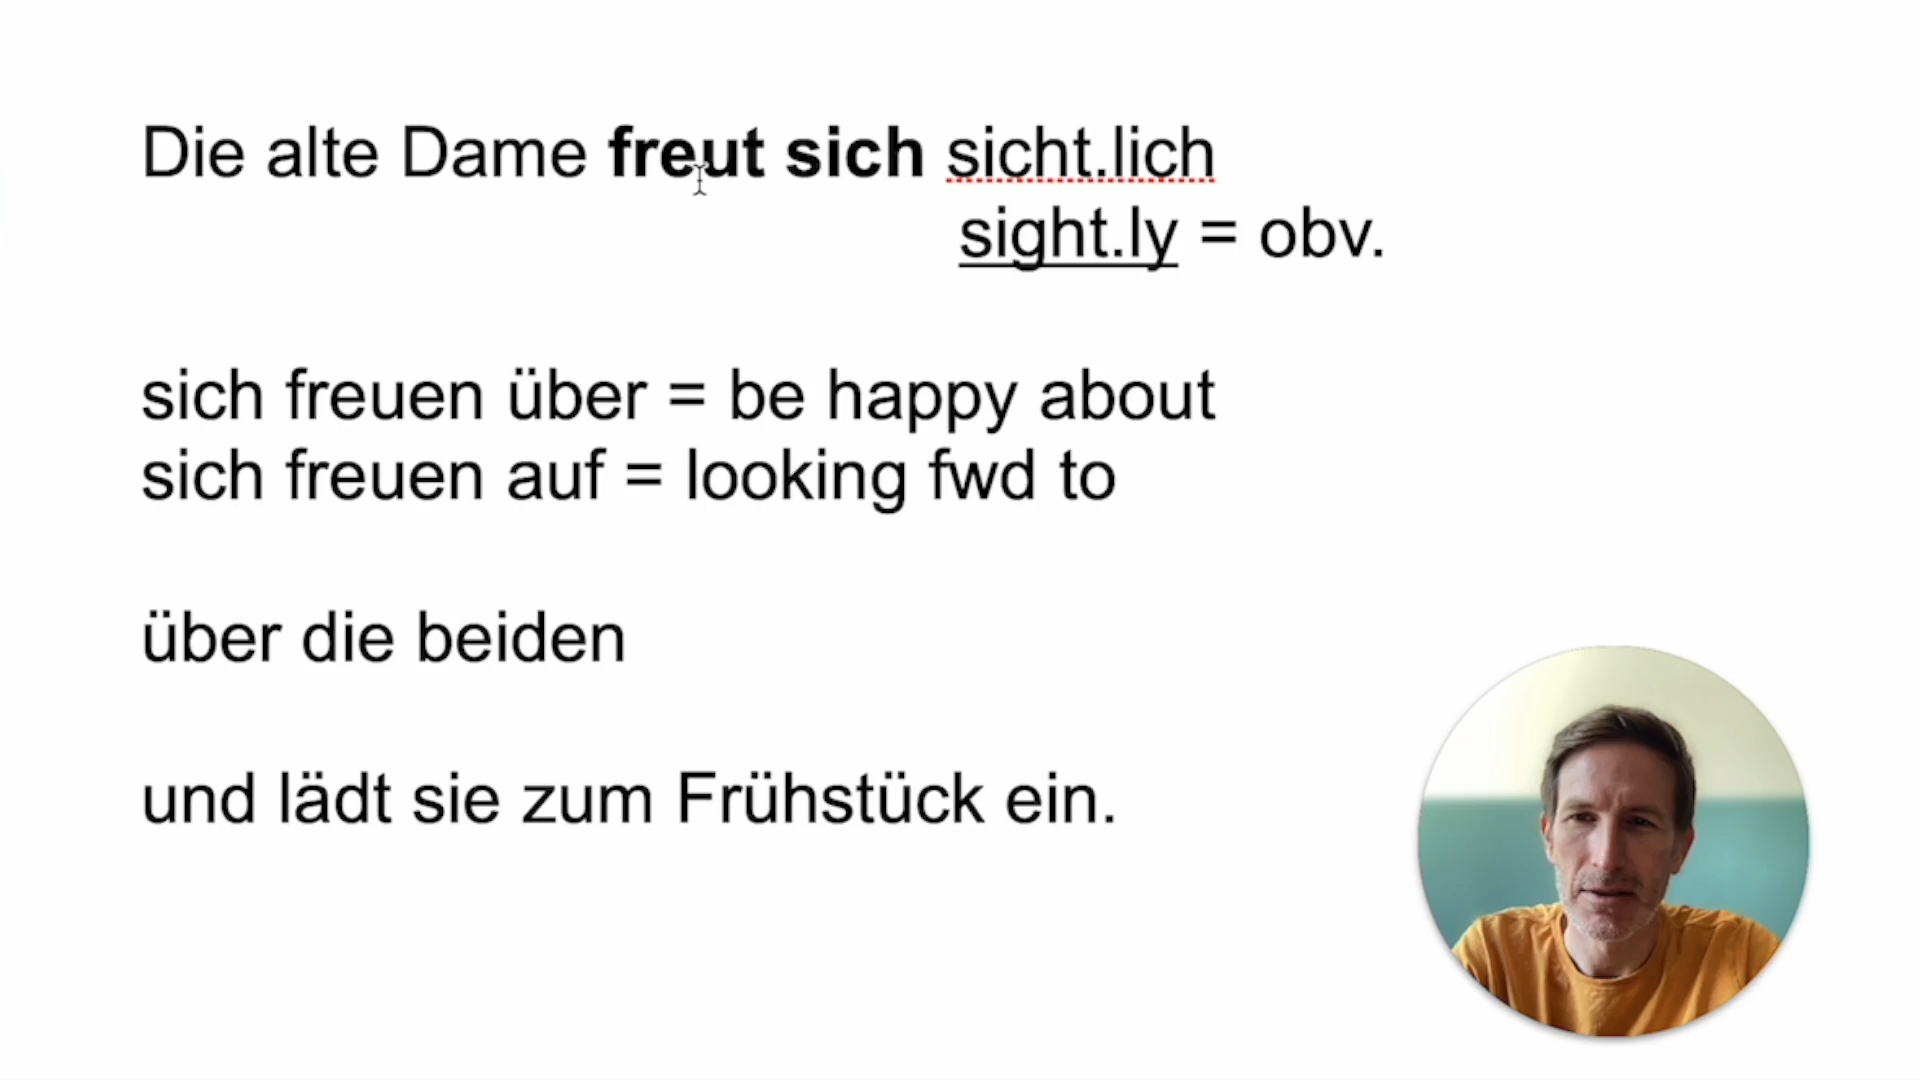 Die alte Dame freut sich sicht.lich
sight.ly = obv.
sich freuen über = be happy about
sich freuen auf = looking fwd to
über die beiden
und lädt sie zum Frühstück ein.